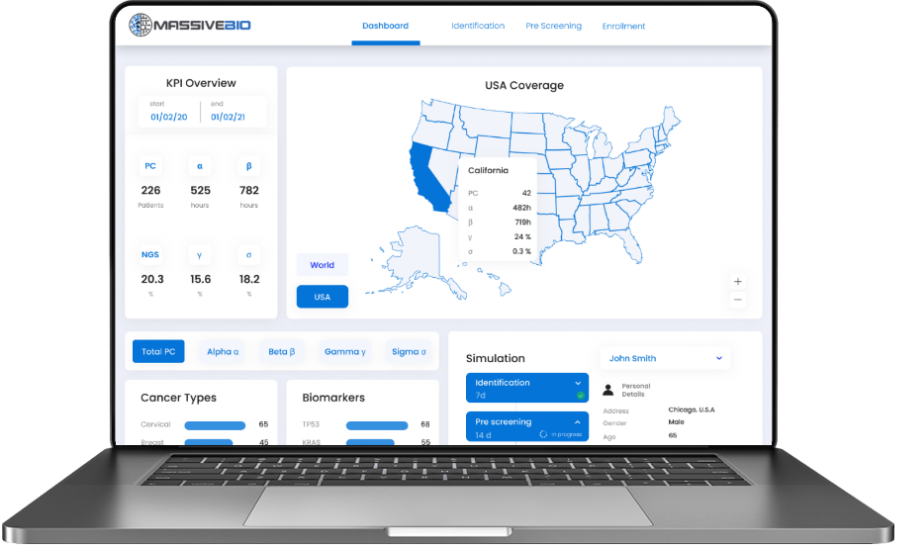 MASSIVEBIO
Dashboard Identification Pre Screening Enrollment
KPI Overview
start end
01/02/20 01/02/21
PC α β
226 525 782
Patients hours hours
NGS γ σ
20.3 15.6 18.2
% % %
USA Coverage
California
PC 42
α 482h
β 719h
γ 24 %
σ 0.3 %
World
USA
+
−
Total PC Alpha α Beta β Gamma γ Sigma σ
Cancer Types
Cervical 65
Breast 45
Biomarkers
TP53 68
KRAS 55
Simulation
Identification
7d
Pre screening
14 d In progress
John Smith
Personal
Details
Address Chicago, U.S.A
Gender Male
Age 65